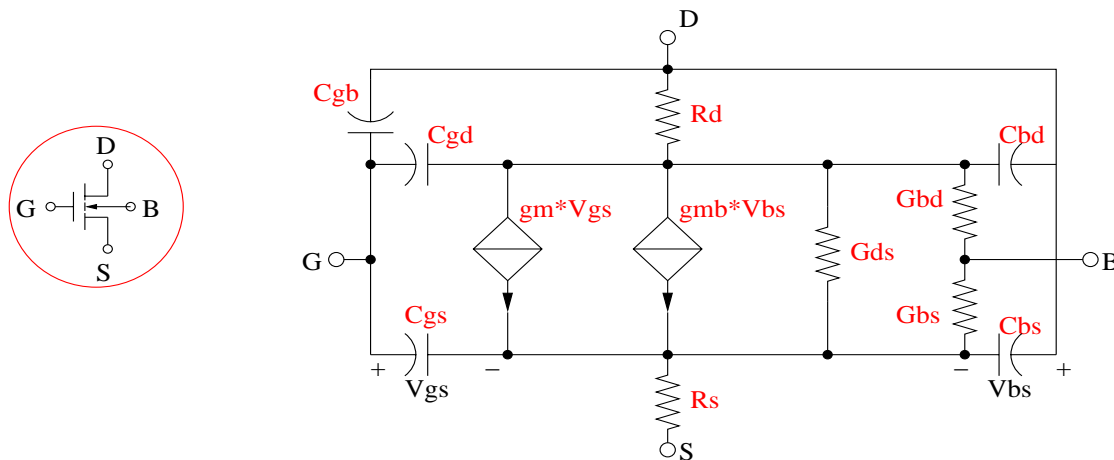 D
G
B
S
D
Cgb
Rd
Cgd
Cbd
Gbd
gm*Vgs
gmb*Vbs
Gds
G
B
Gbs
Cgs
Cbs
+
Vgs
−
−
Vbs
+
Rs
S